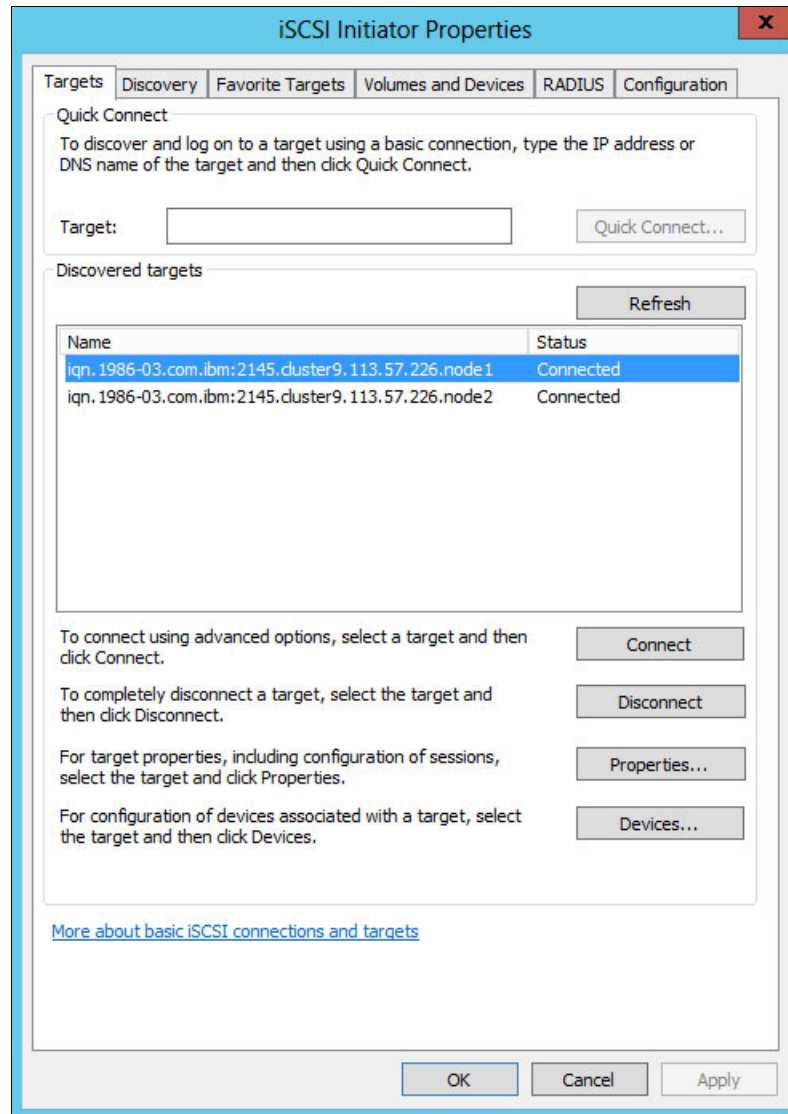 iSCSI Initiator Properties
x
Targets Discovery Favorite Targets Volumes and Devices RADIUS Configuration
Quick Connect
To discover and log on to a target using a basic connection, type the IP address or
DNS name of the target and then click Quick Connect.
Target: Quick Connect...
Discovered targets
Refresh
Name Status
iqn.1986-03.com.ibm:2145.cluster9.113.57.226.node1 Connected
iqn.1986-03.com.ibm:2145.cluster9.113.57.226.node2 Connected
To connect using advanced options, select a target and then
click Connect.
Connect
To completely disconnect a target, select the target and
then click Disconnect.
Disconnect
For target properties, including configuration of sessions,
select the target and click Properties.
Properties...
For configuration of devices associated with a target, select
the target and then click Devices.
Devices...
More about basic iSCSI connections and targets
OK Cancel Apply